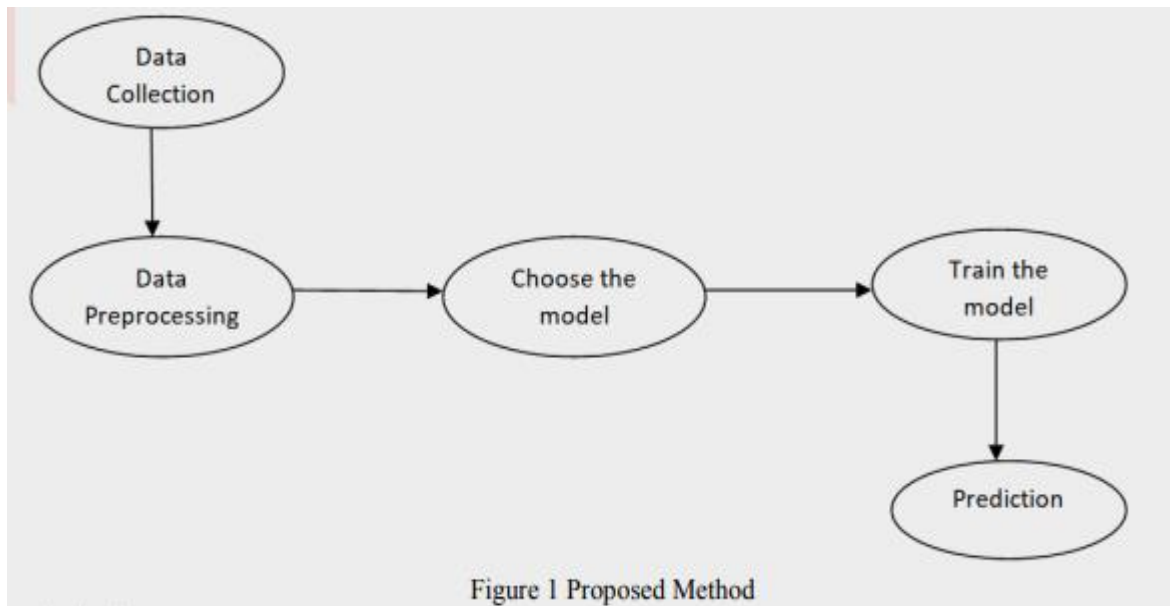 Data
Collection
Data
Preprocessing
Choose the
model
Train the
model
Prediction
Figure 1 Proposed Method